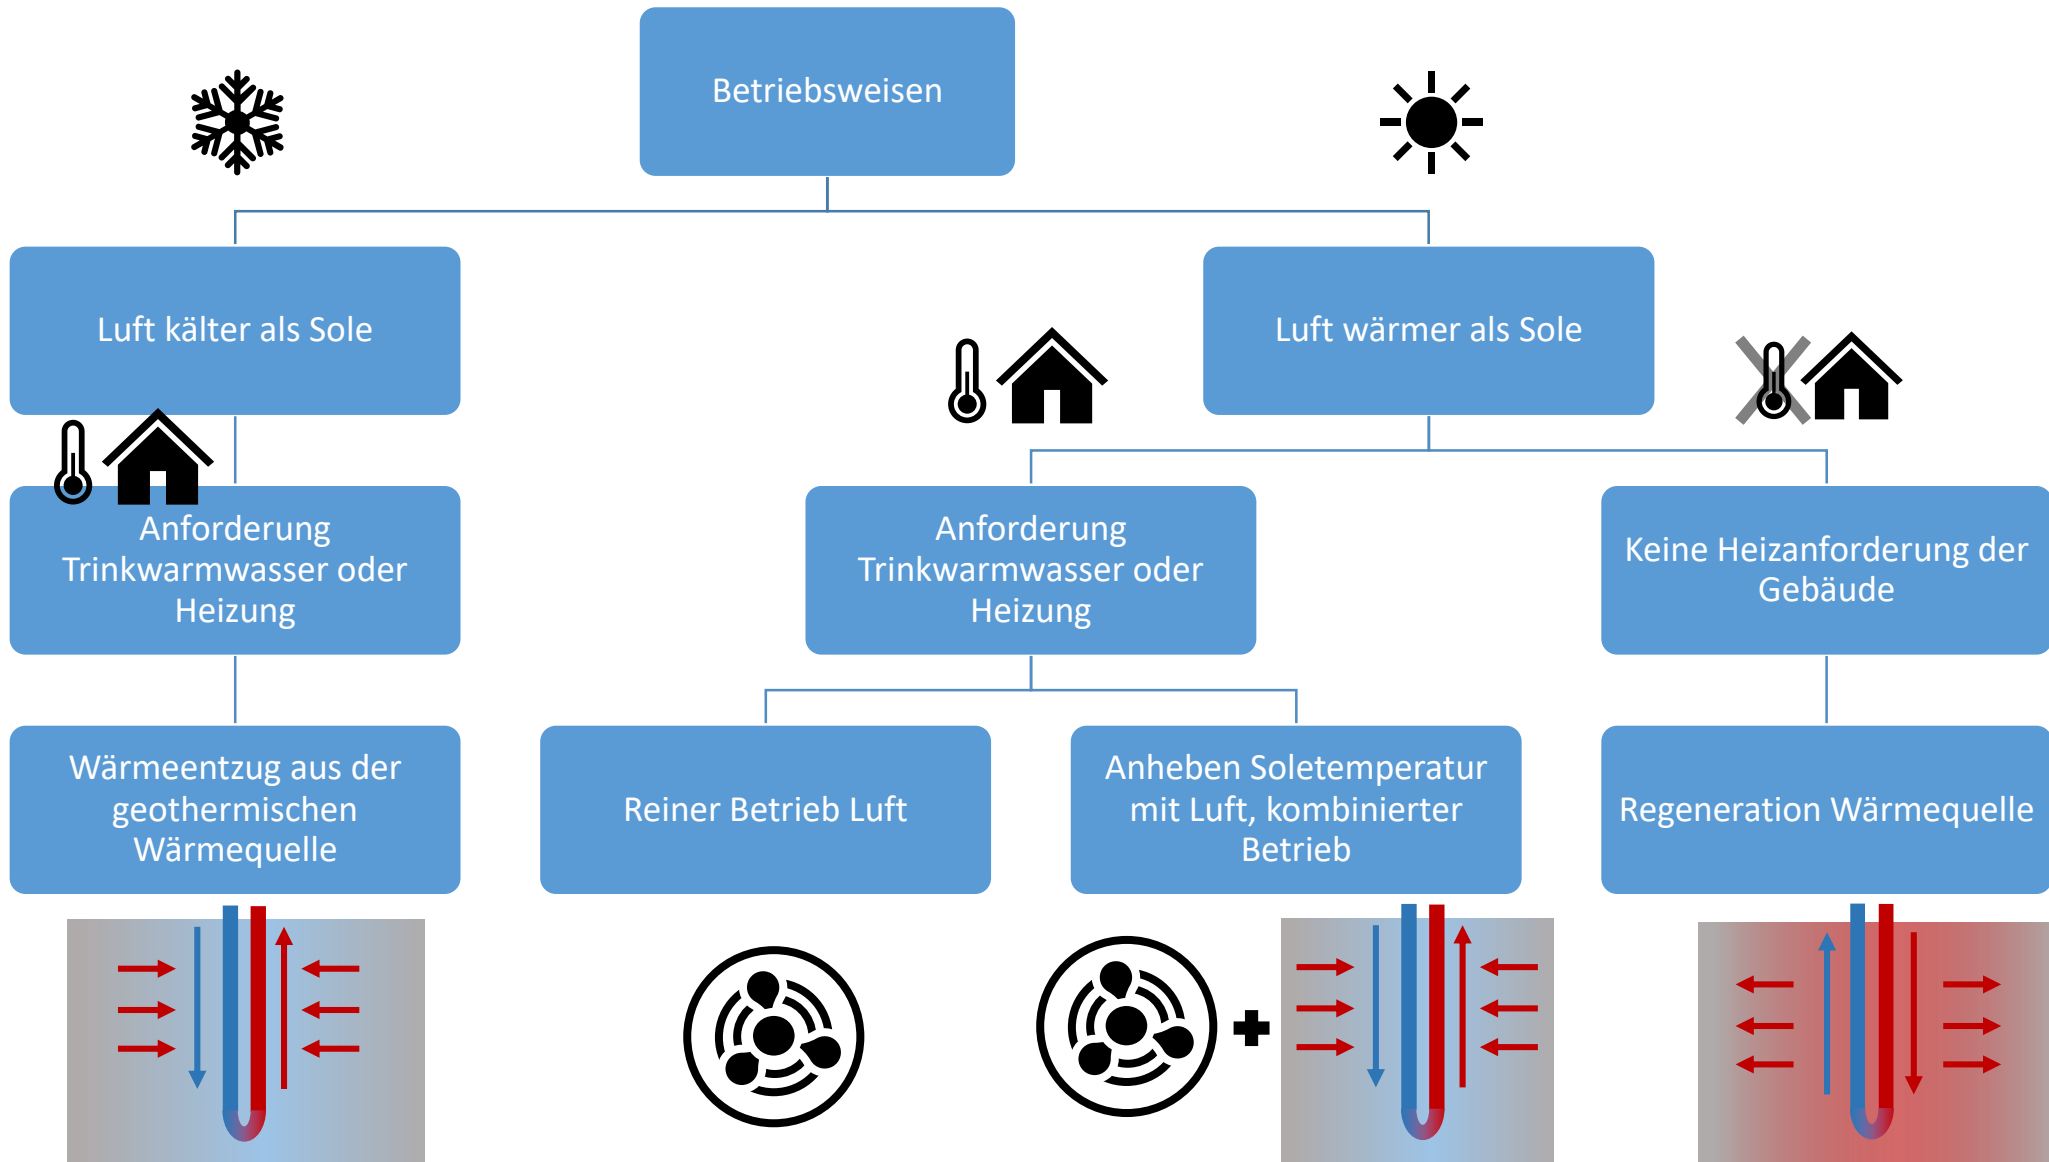 Betriebsweisen
Luft kälter als Sole
Luft wärmer als Sole
Anforderung
Trinkwarmwasser oder
Heizung
Anforderung
Trinkwarmwasser oder
Heizung
Keine Heizanforderung der
Gebäude
Wärmeentzug aus der
geothermischen
Wärmequelle
Reiner Betrieb Luft
Anheben Soletemperatur
mit Luft, kombinierter
Betrieb
Regeneration Wärmequelle